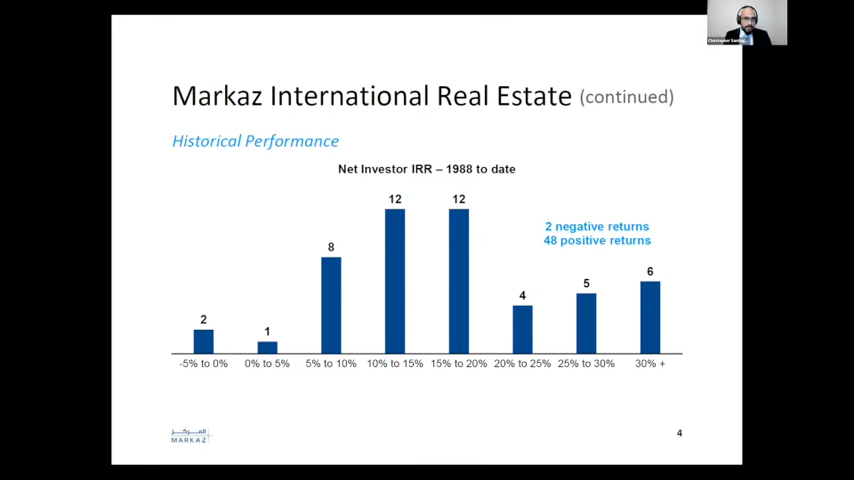 Christopher
Markaz International Real Estate (continued)
Historical Performance
Net Investor IRR – 1988 to date
12
12
2 negative returns
48 positive returns
8
6
5
4
2
1
-5% to 0%
0% to 5%
5% to 10%
10% to 15%
15% to 20%
20% to 25%
25% to 30%
30% +
المركز
MARKAZ
4